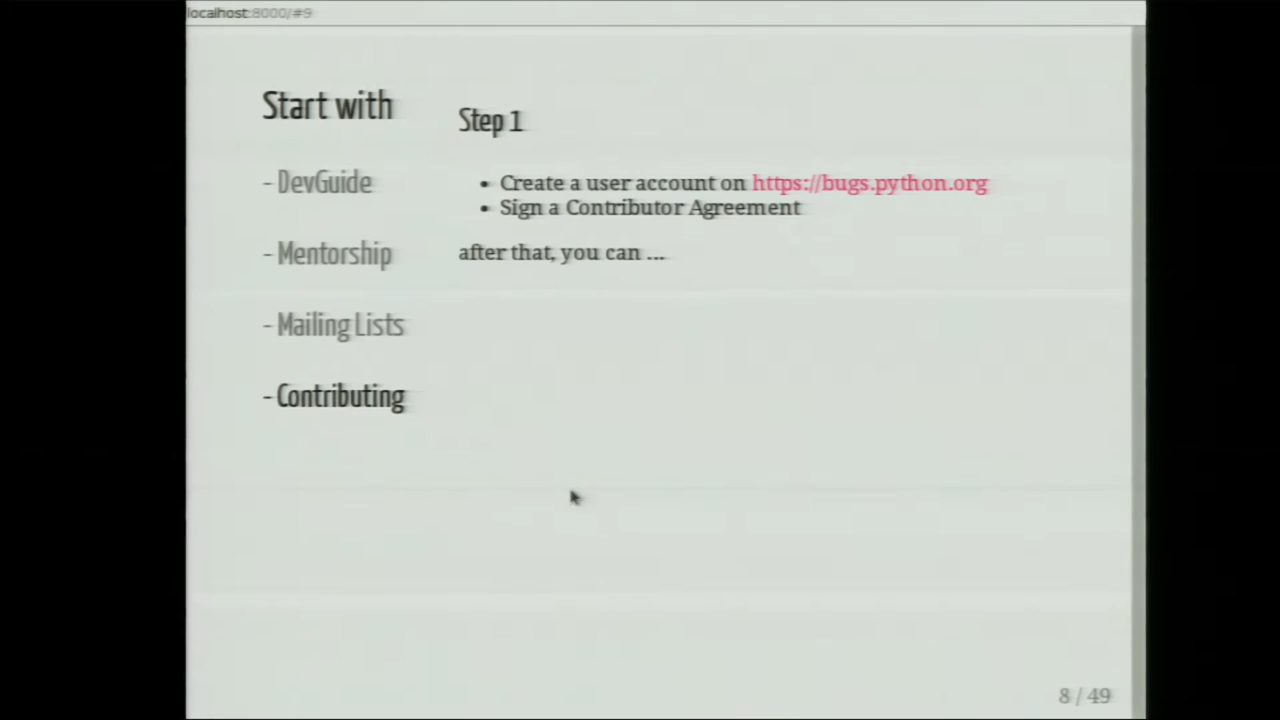 localhost:8000/#9
Start with
- DevGuide
- Mentorship
- Mailing Lists
- Contributing
Step 1
• Create a user account on https://bugs.python.org
• Sign a Contributor Agreement
after that, you can ...
8 / 49